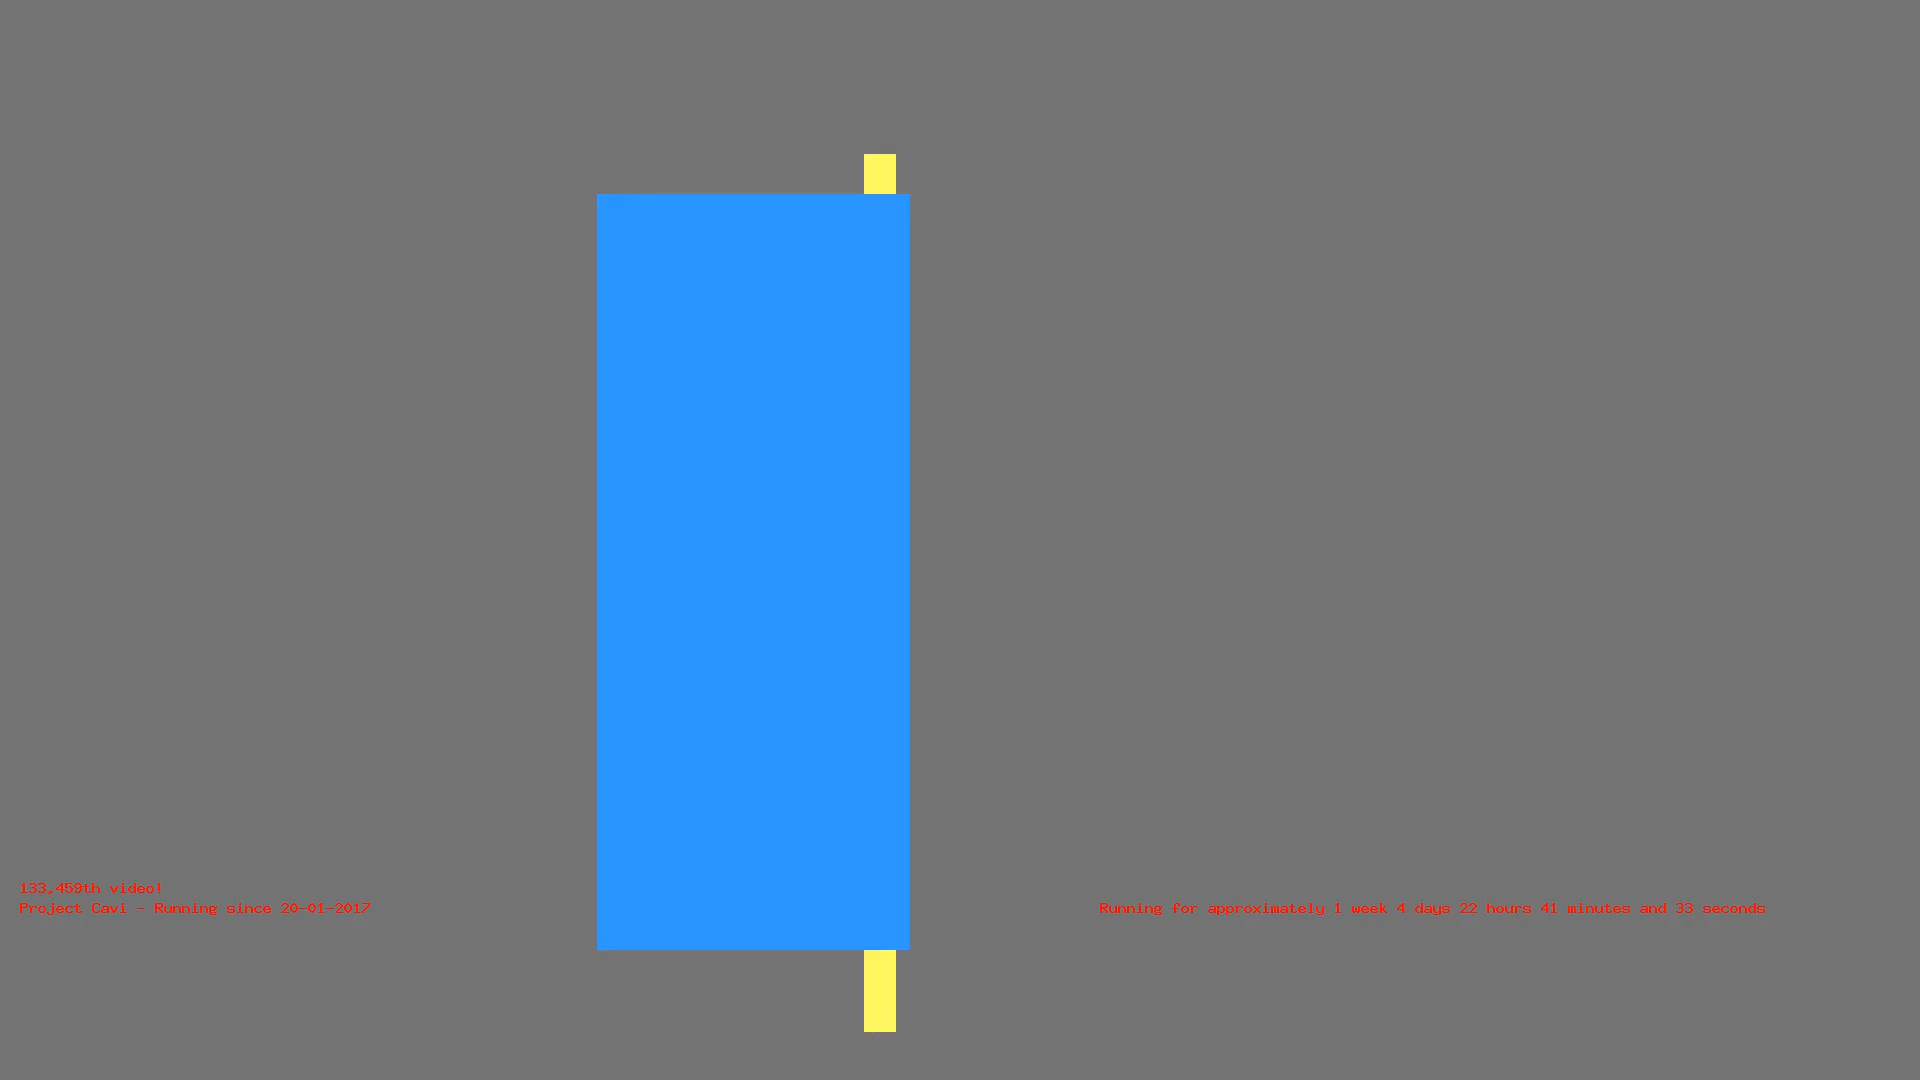 133,459th video!
Project Cavi - Running since 20-01-2017
Running for approximately 1 week 4 days 22 hours 41 minutes and 33 seconds